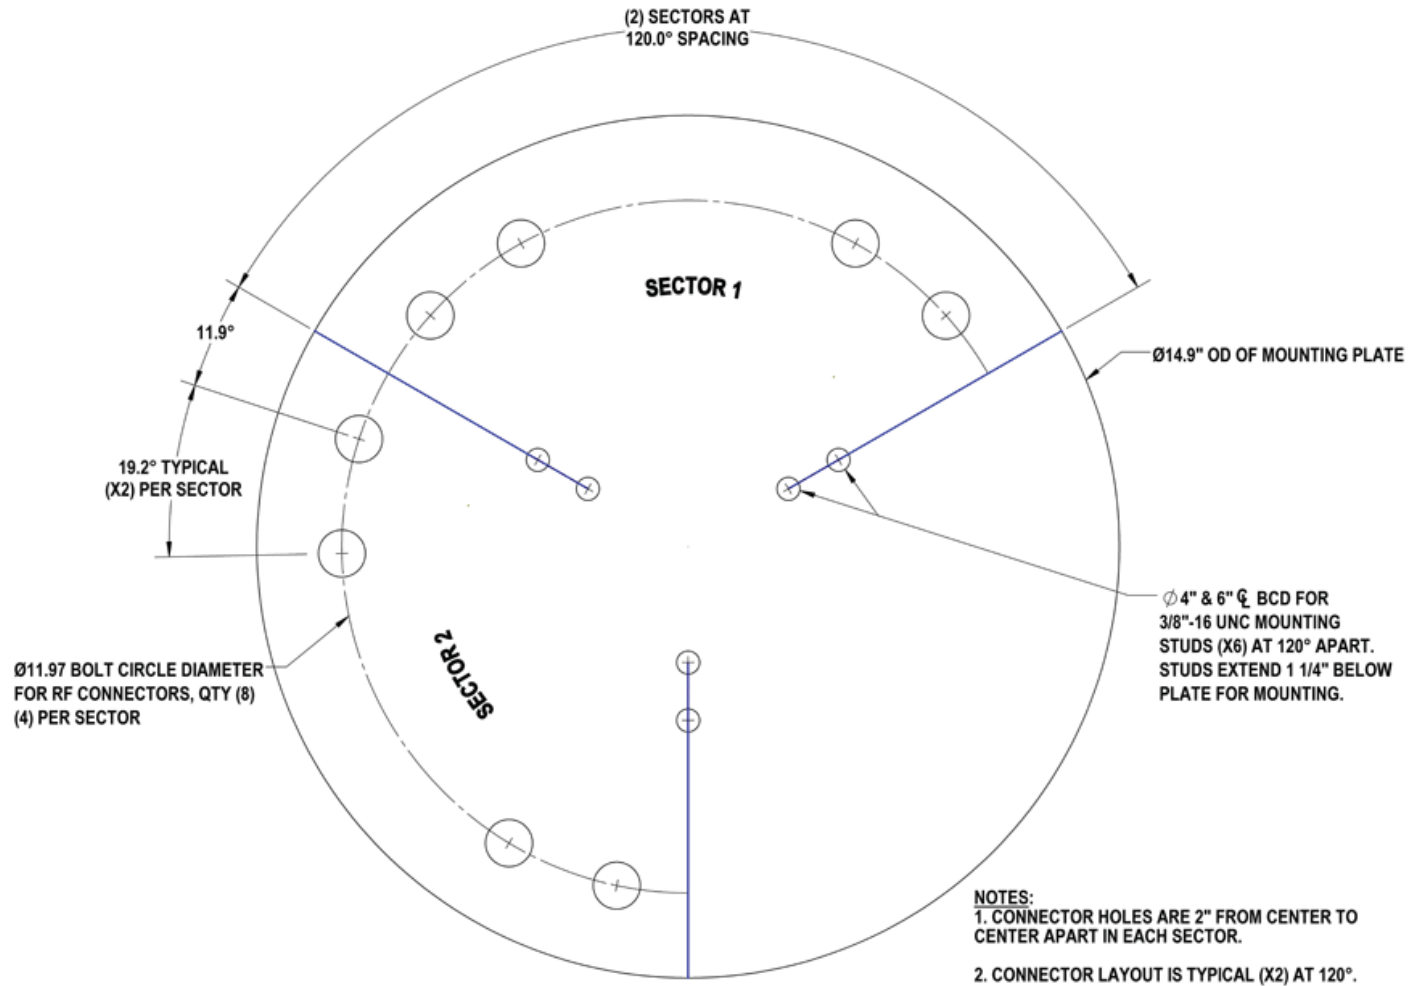 (2) SECTORS AT
120.0° SPACING
SECTOR 1
11.9°
Ø14.9" OD OF MOUNTING PLATE
19.2° TYPICAL
(X2) PER SECTOR
∅ 4" & 6" ℄ BCD FOR
3/8"-16 UNC MOUNTING
STUDS (X6) AT 120° APART.
STUDS EXTEND 1 1/4" BELOW
PLATE FOR MOUNTING.
SECTOR 2
Ø11.97 BOLT CIRCLE DIAMETER
FOR RF CONNECTORS, QTY (8)
(4) PER SECTOR
NOTES:
1. CONNECTOR HOLES ARE 2" FROM CENTER TO
CENTER APART IN EACH SECTOR.
2. CONNECTOR LAYOUT IS TYPICAL (X2) AT 120°.